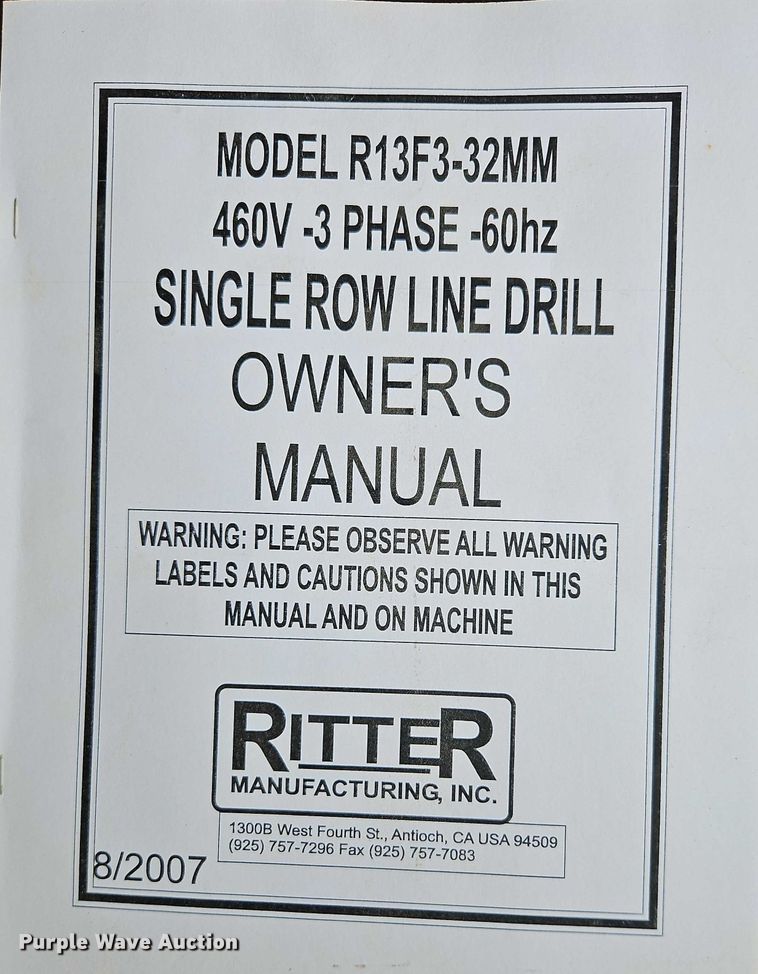 MODEL R13F3-32MM
460V -3 PHASE -60hz
SINGLE ROW LINE DRILL
OWNER'S
MANUAL
WARNING: PLEASE OBSERVE ALL WARNING
LABELS AND CAUTIONS SHOWN IN THIS
MANUAL AND ON MACHINE
RITTER
MANUFACTURING, INC.
1300B West Fourth St., Antioch, CA USA 94509
(925) 757-7296 Fax (925) 757-7083
8/2007
Purple Wave Auction